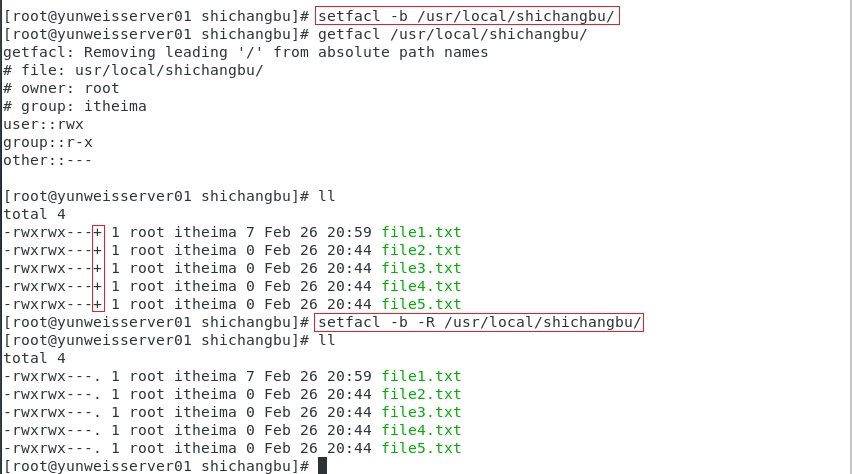 [root@yunweisserver01 shichangbu]# setfacl -b /usr/local/shichangbu/
[root@yunweisserver01 shichangbu]# getfacl /usr/local/shichangbu/
getfacl: Removing leading '/' from absolute path names
# file: usr/local/shichangbu/
# owner: root
# group: itheima
user::rwx
group::r-x
other::---
[root@yunweisserver01 shichangbu]# ll
total 4
-rwxrwx---+ 1 root itheima 7 Feb 26 20:59 file1.txt
-rwxrwx---+ 1 root itheima 0 Feb 26 20:44 file2.txt
-rwxrwx---+ 1 root itheima 0 Feb 26 20:44 file3.txt
-rwxrwx---+ 1 root itheima 0 Feb 26 20:44 file4.txt
-rwxrwx---+ 1 root itheima 0 Feb 26 20:44 file5.txt
[root@yunweisserver01 shichangbu]# setfacl -b -R /usr/local/shichangbu/
[root@yunweisserver01 shichangbu]# ll
total 4
-rwxrwx---. 1 root itheima 7 Feb 26 20:59 file1.txt
-rwxrwx---. 1 root itheima 0 Feb 26 20:44 file2.txt
-rwxrwx---. 1 root itheima 0 Feb 26 20:44 file3.txt
-rwxrwx---. 1 root itheima 0 Feb 26 20:44 file4.txt
-rwxrwx---. 1 root itheima 0 Feb 26 20:44 file5.txt
[root@yunweisserver01 shichangbu]#